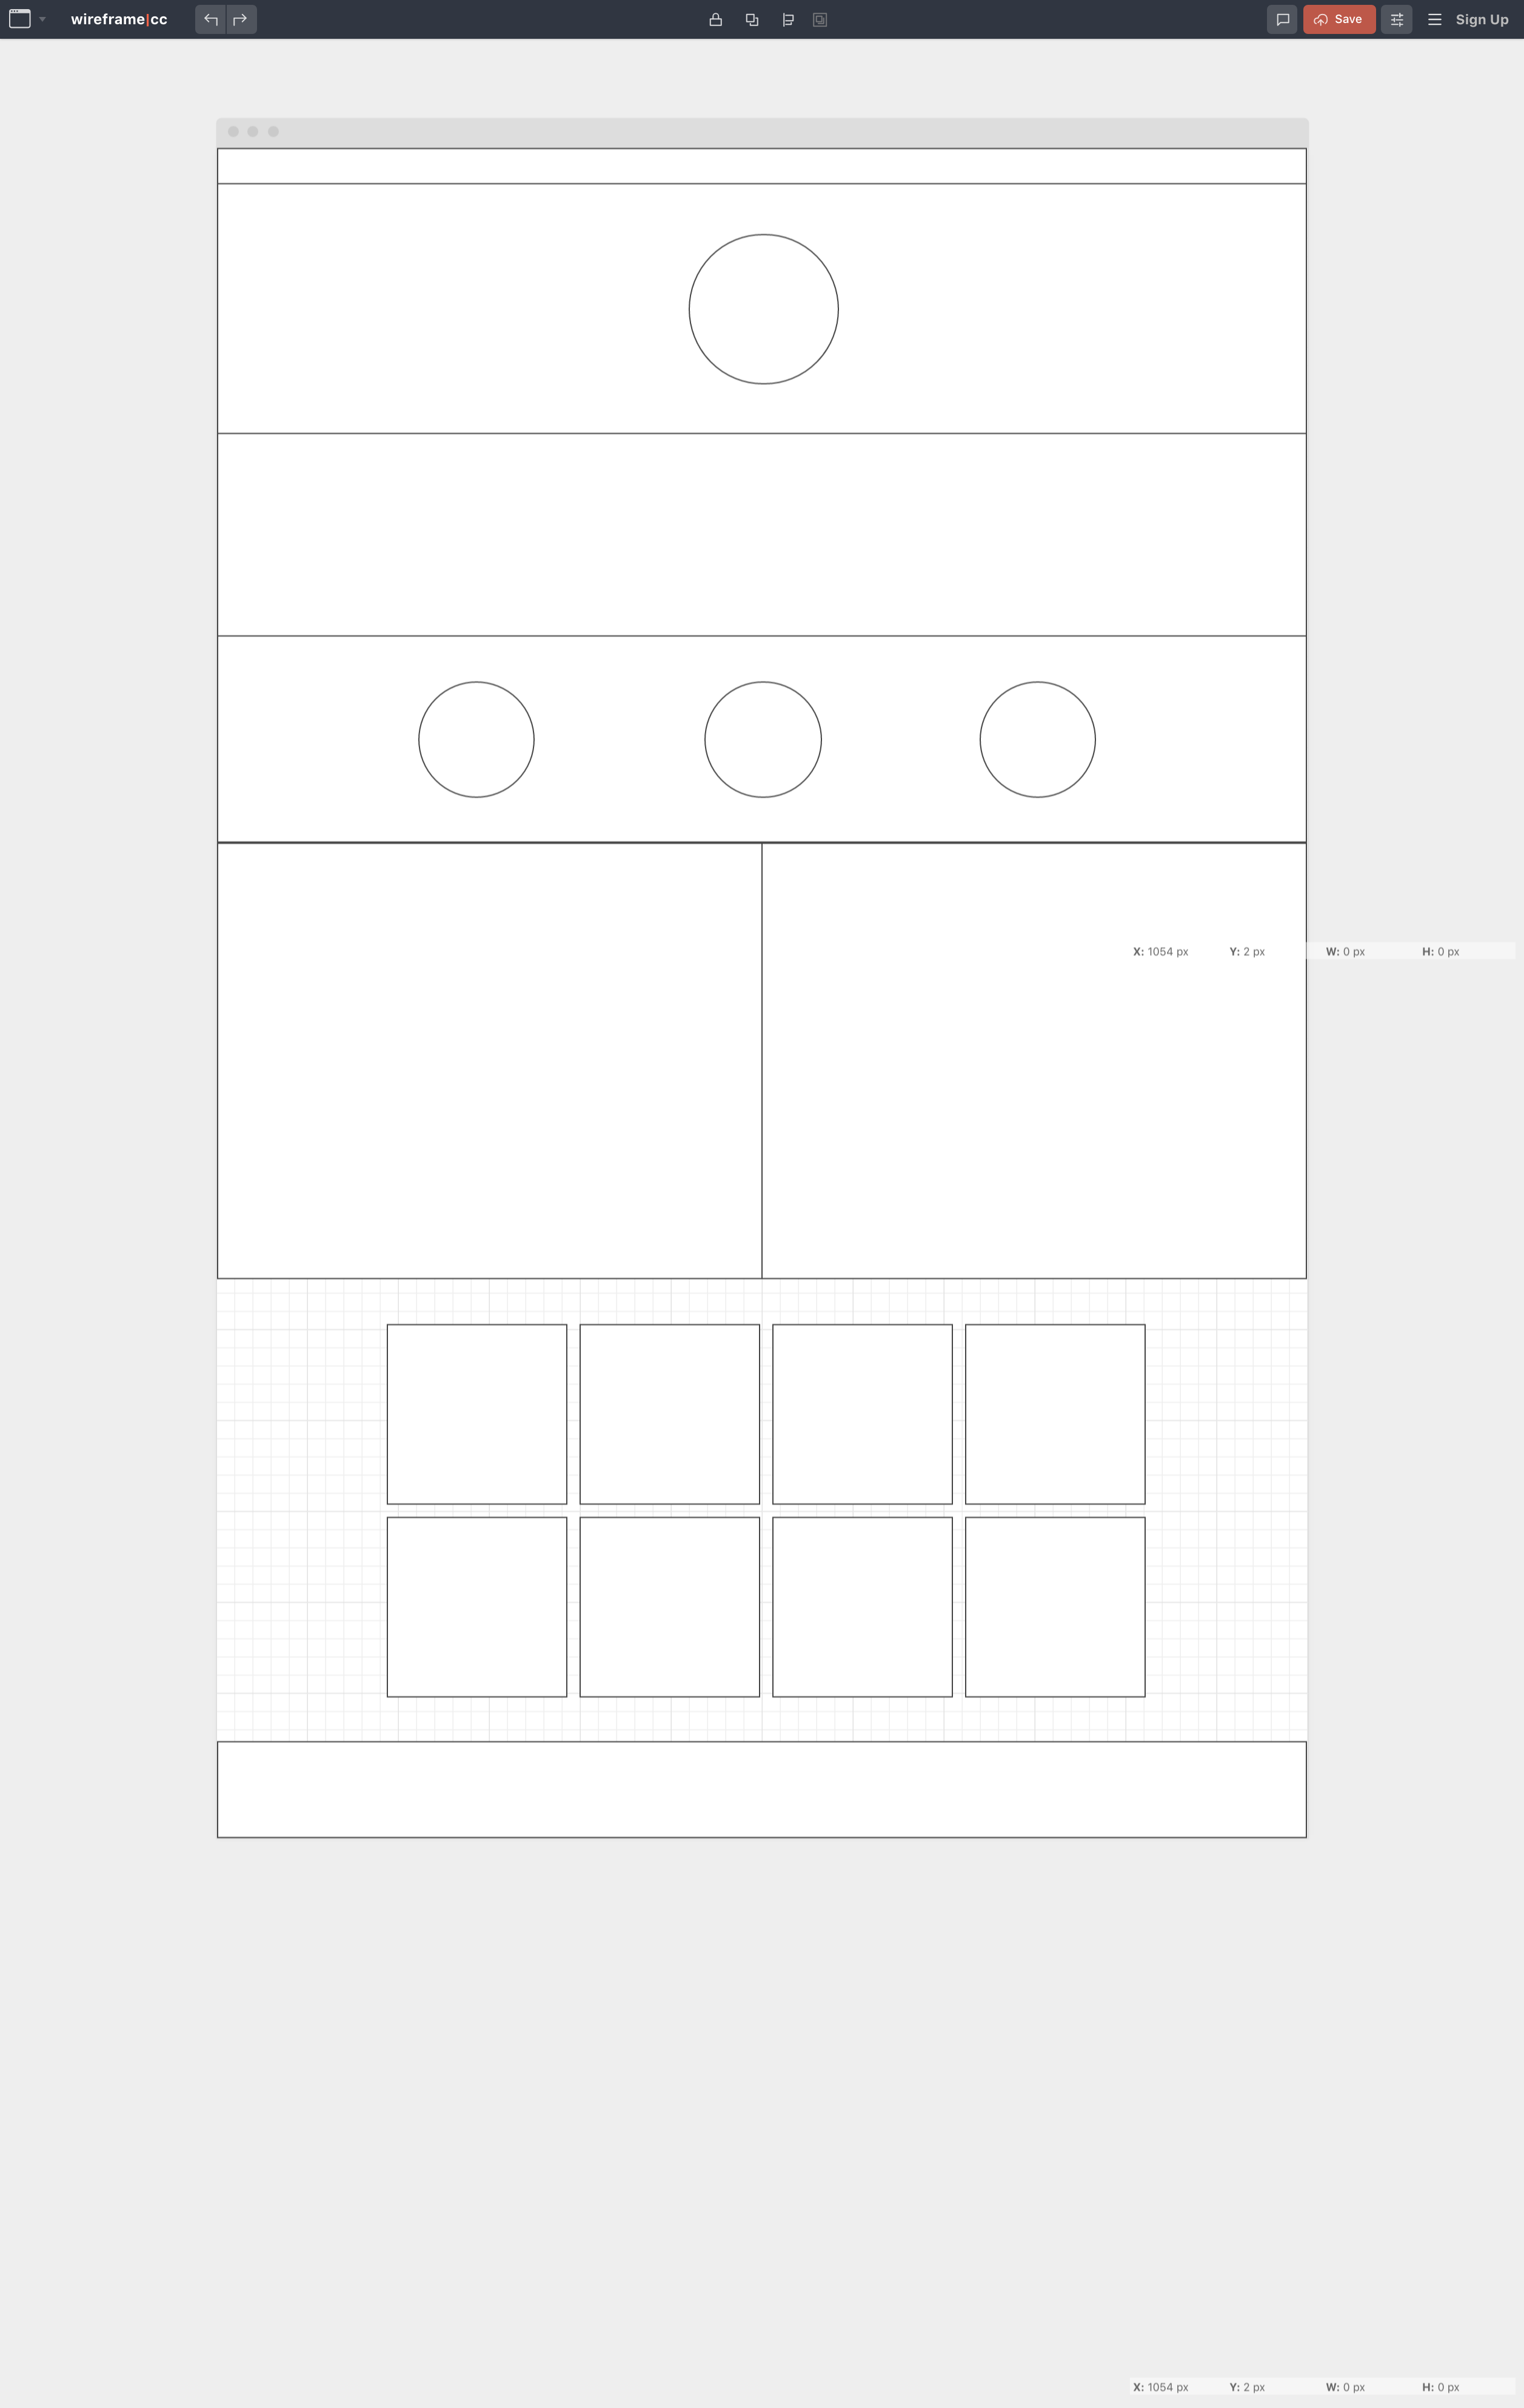 wireframe|cc
Save
Sign Up
X: 1054 px Y: 2 px W: 0 px H: 0 px
X: 1054 px Y: 2 px W: 0 px H: 0 px